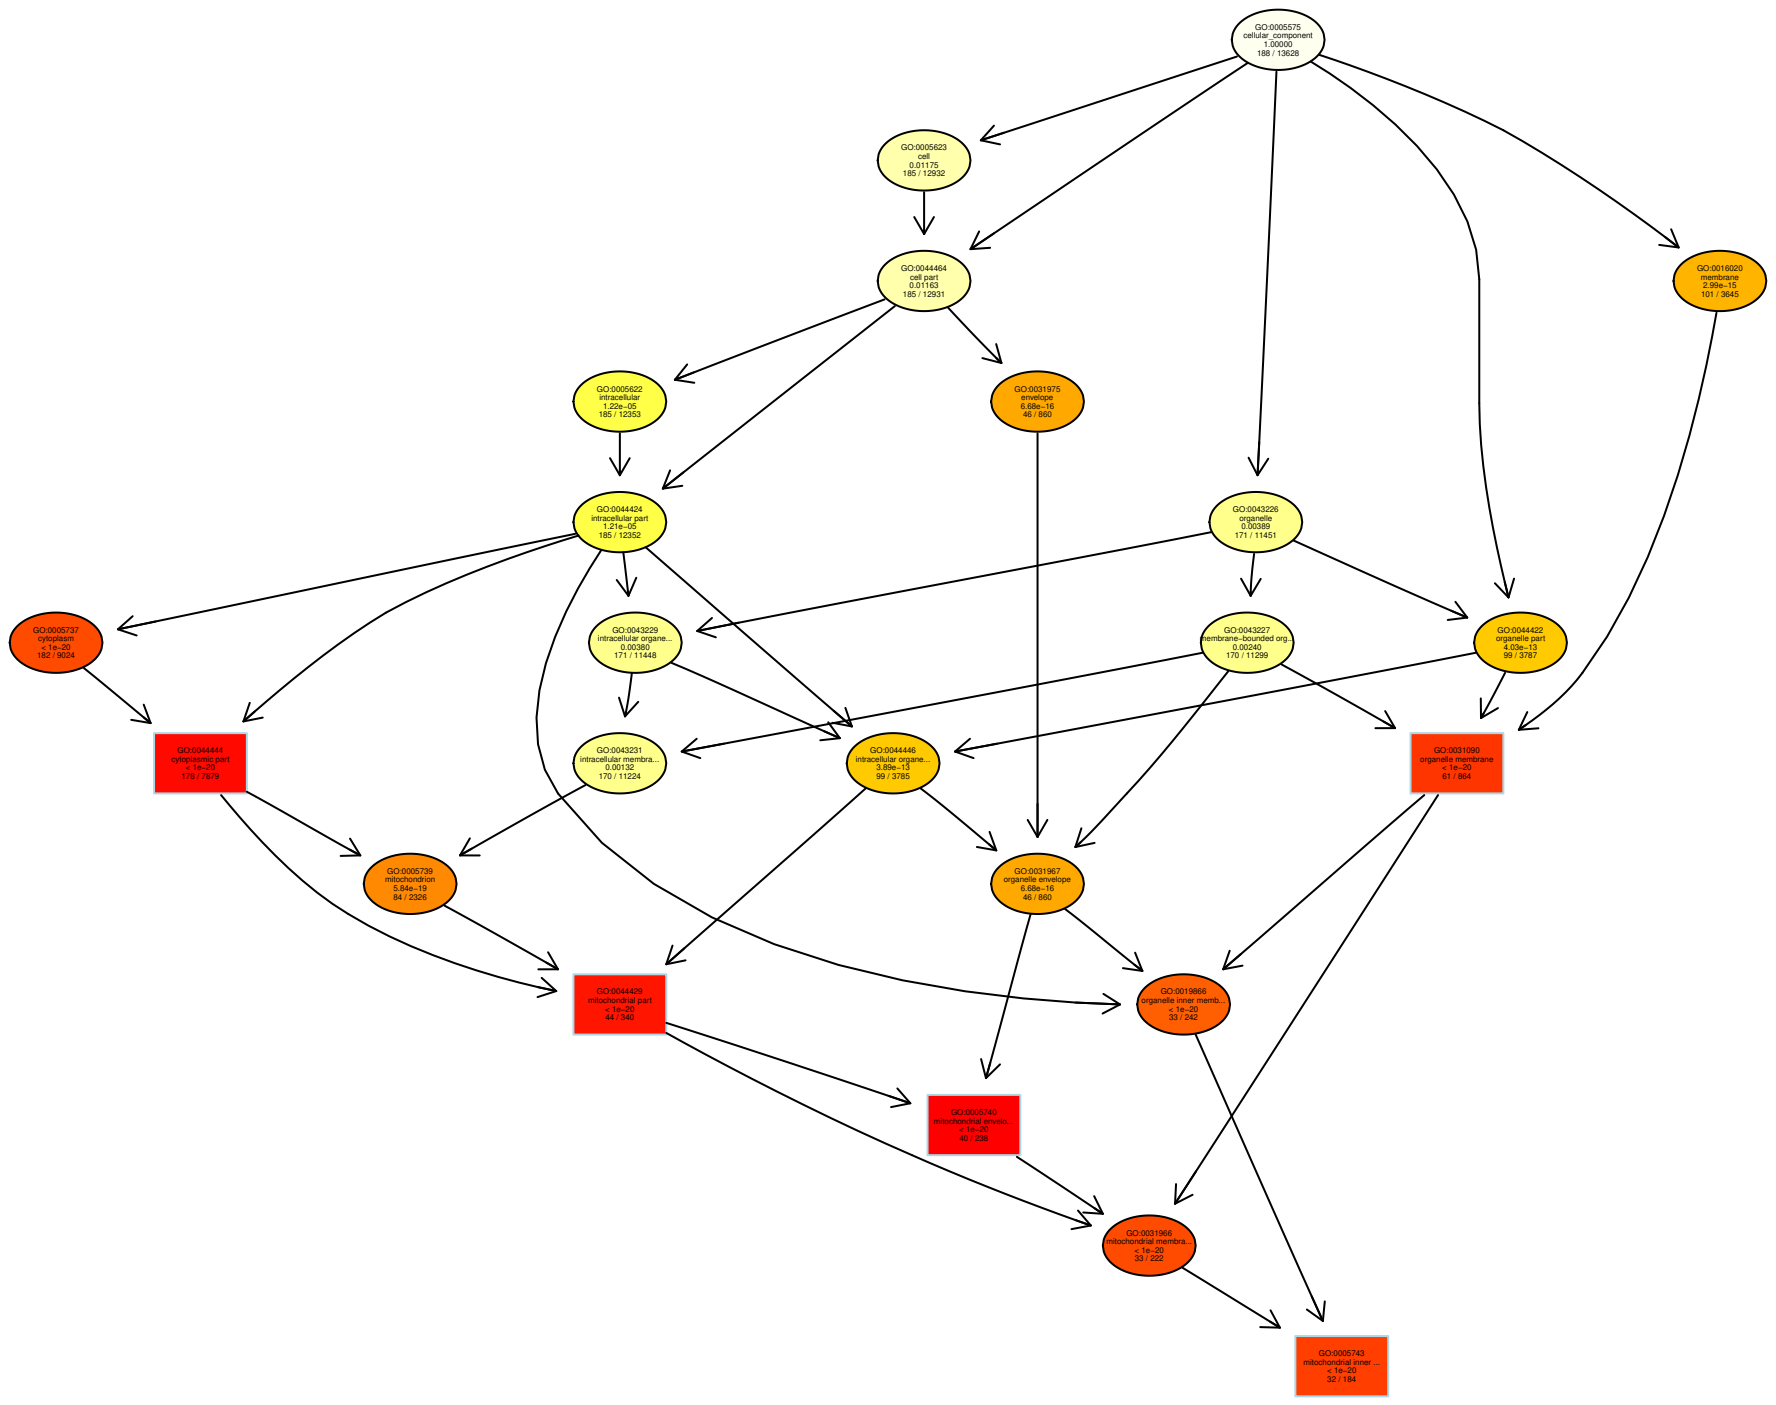 GO:0005575
cellular_component
1.00000
188 / 13628
GO:0005623
cell
0.01175
185 / 12932
GO:0044464
cell part
0.01163
185 / 12931
GO:0016020
membrane
2.99e−15
101 / 3645
GO:0005622
intracellular
1.22e−05
185 / 12353
GO:0031975
envelope
6.68e−16
46 / 860
GO:0044424
intracellular part
1.21e−05
185 / 12352
GO:0043226
organelle
0.00389
171 / 11451
GO:0005737
cytoplasm
< 1e−20
182 / 9024
GO:0043229
intracellular organe...
0.00380
171 / 11448
GO:0043227
membrane−bounded org...
0.00240
170 / 11299
GO:0044422
organelle part
4.03e−13
99 / 3787
GO:0044444
cytoplasmic part
< 1e−20
178 / 7879
GO:0043231
intracellular membra...
0.00132
170 / 11224
GO:0044446
intracellular organe...
3.89e−13
99 / 3785
GO:0031090
organelle membrane
< 1e−20
61 / 864
GO:0005739
mitochondrion
5.84e−19
84 / 2326
GO:0031967
organelle envelope
6.68e−16
46 / 860
GO:0044429
mitochondrial part
< 1e−20
44 / 340
GO:0019866
organelle inner memb...
< 1e−20
33 / 242
GO:0005740
mitochondrial envelo...
< 1e−20
40 / 238
GO:0031966
mitochondrial membra...
< 1e−20
33 / 222
GO:0005743
mitochondrial inner ...
< 1e−20
32 / 184